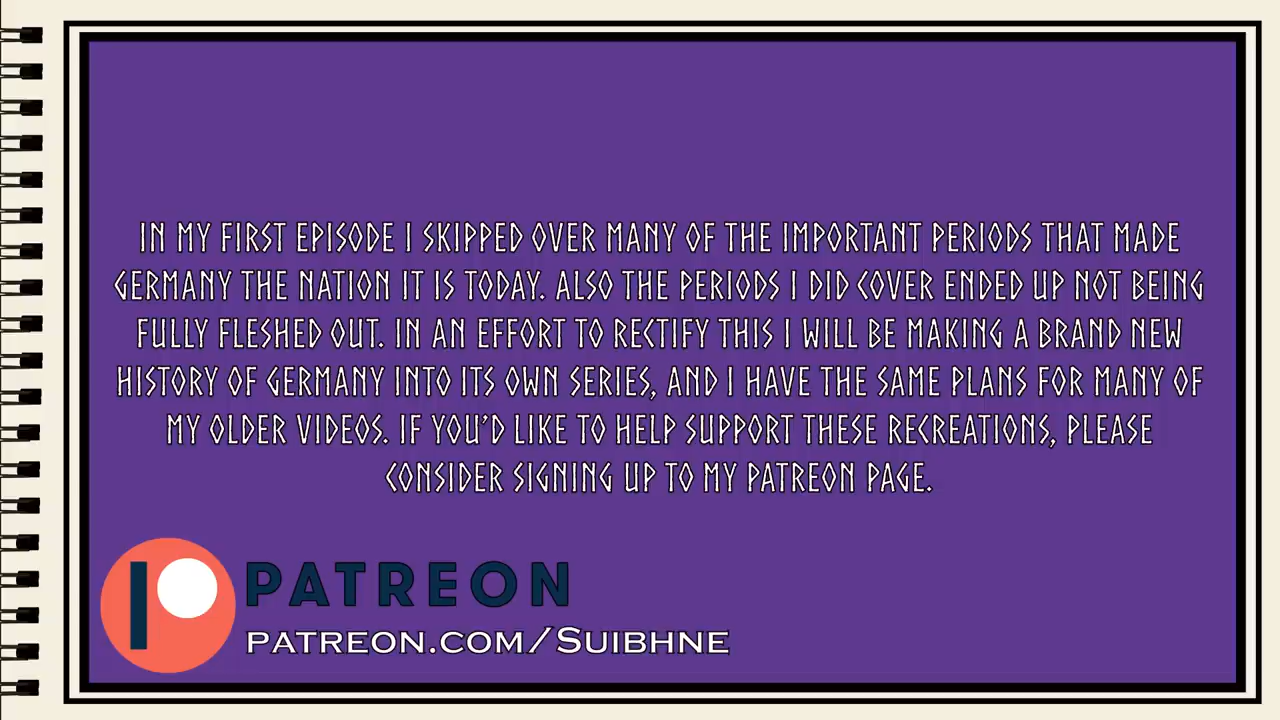 IN MY FIRST EPISODE I SKIPPED OVER MANY OF THE IMPORTANT PERIODS THAT MADE
GERMANY THE NATION IT IS TODAY. ALSO THE PERIODS I DID COVER ENDED UP NOT BEING
FULLY FLESHED OUT. IN AN EFFORT TO RECTIFY THIS I WILL BE MAKING A BRAND NEW
HISTORY OF GERMANY INTO ITS OWN SERIES, AND I HAVE THE SAME PLANS FOR MANY OF
MY OLDER VIDEOS. IF YOU'D LIKE TO HELP SUPPORT THESE RECREATIONS, PLEASE
CONSIDER SIGNING UP TO MY PATREON PAGE.
PATREON
PATREON.COM/SUIBHNE